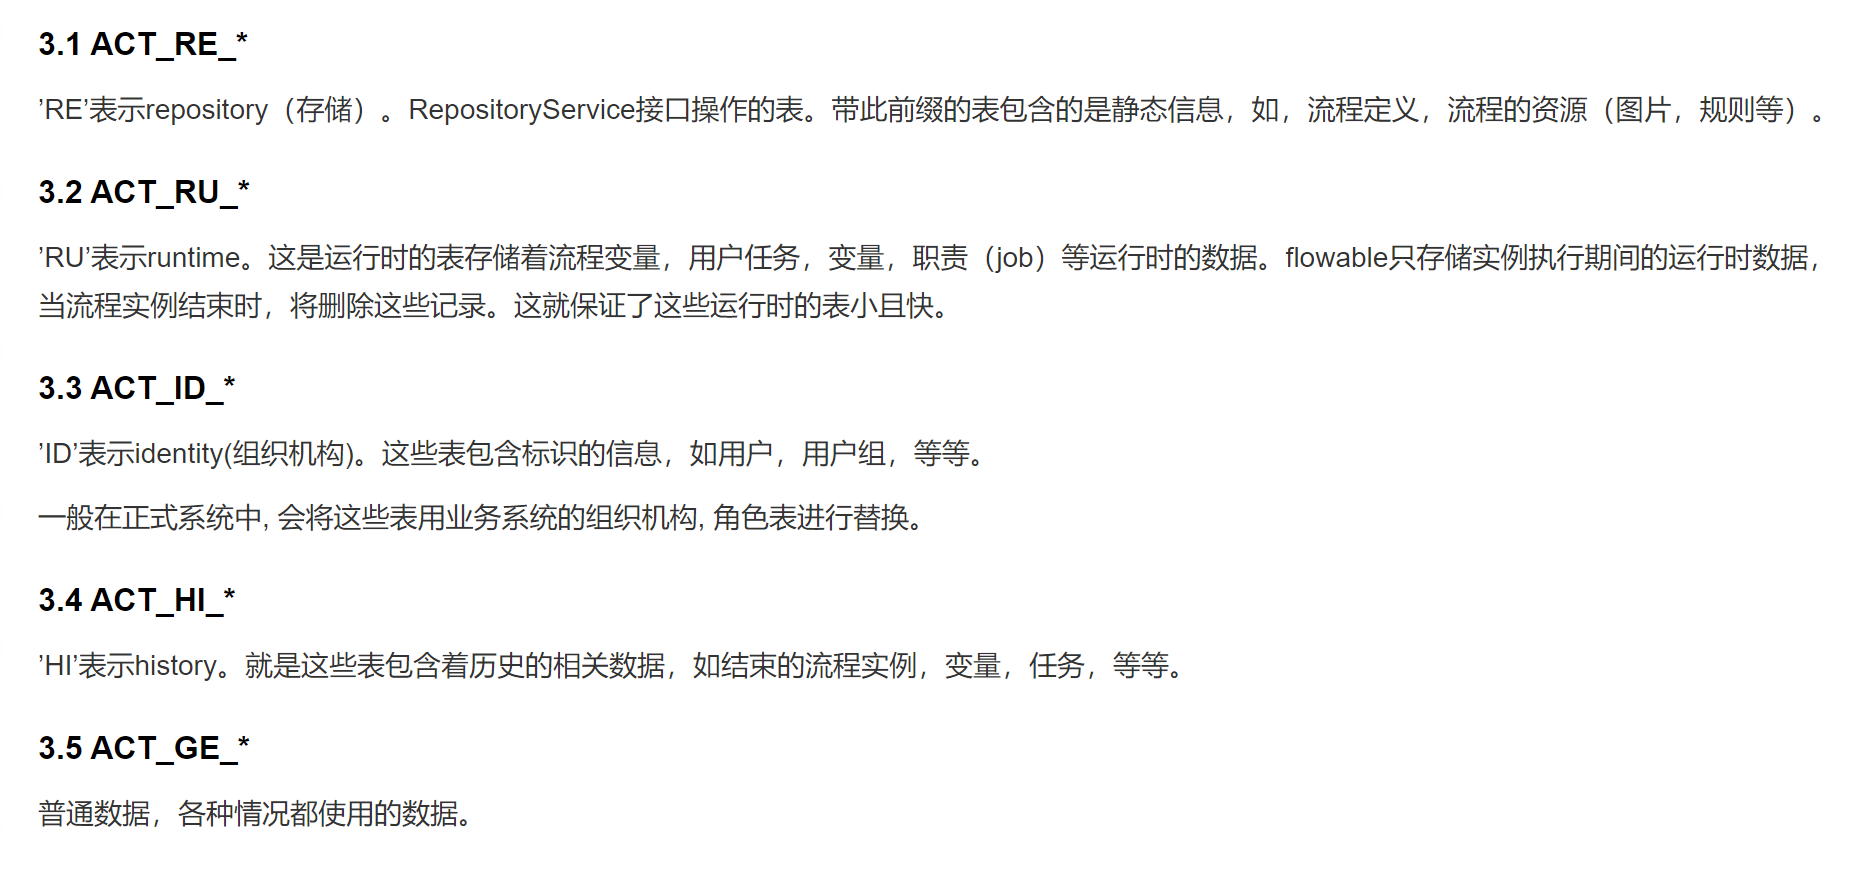 3.1 ACT_RE_*
’RE’表示repository（存储）。RepositoryService接口操作的表。带此前缀的表包含的是静态信息，如，流程定义，流程的资源（图片，规则等）。
3.2 ACT_RU_*
’RU’表示runtime。这是运行时的表存储着流程变量，用户任务，变量，职责（job）等运行时的数据。flowable只存储实例执行期间的运行时数据，
当流程实例结束时，将删除这些记录。这就保证了这些运行时的表小且快。
3.3 ACT_ID_*
’ID’表示identity(组织机构)。这些表包含标识的信息，如用户，用户组，等等。
一般在正式系统中, 会将这些表用业务系统的组织机构, 角色表进行替换。
3.4 ACT_HI_*
’HI’表示history。就是这些表包含着历史的相关数据，如结束的流程实例，变量，任务，等等。
3.5 ACT_GE_*
普通数据，各种情况都使用的数据。